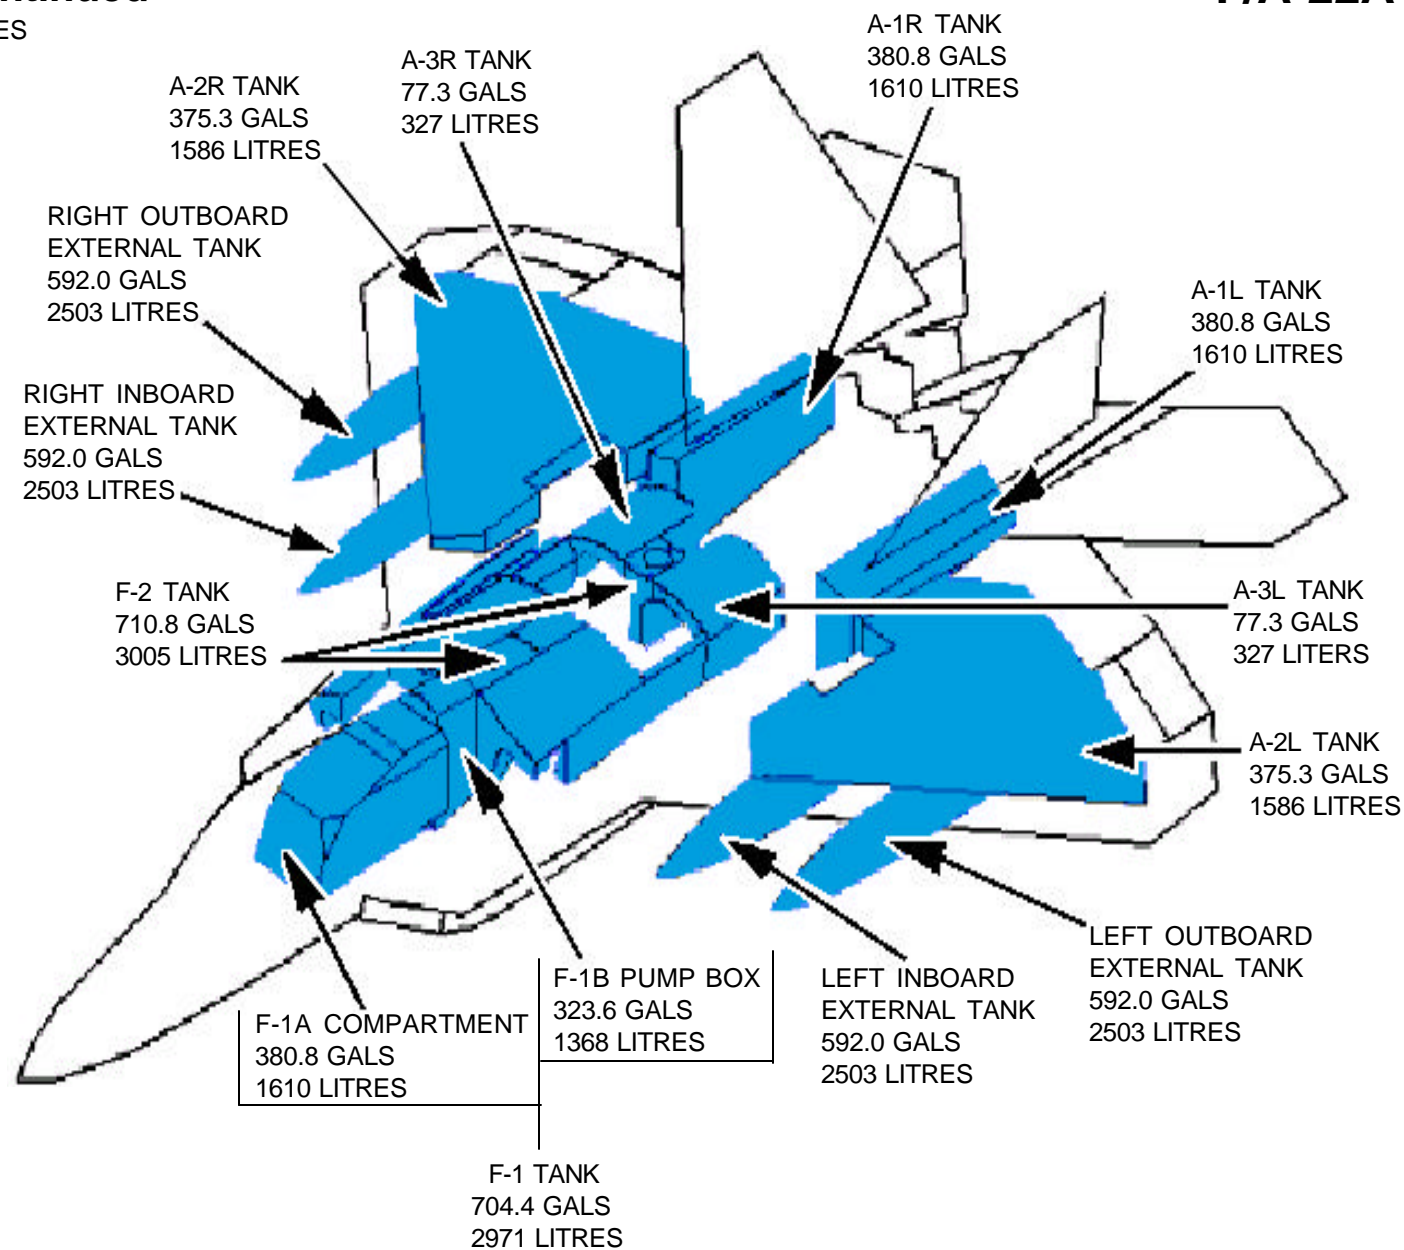 ES
A-1R TANK
380.8 GALS
1610 LITRES
A-3R TANK
77.3 GALS
327 LITRES
A-2R TANK
375.3 GALS
1586 LITRES
RIGHT OUTBOARD
EXTERNAL TANK
592.0 GALS
2503 LITRES
A-1L TANK
380.8 GALS
1610 LITRES
RIGHT INBOARD
EXTERNAL TANK
592.0 GALS
2503 LITRES
F-2 TANK
710.8 GALS
3005 LITRES
A-3L TANK
77.3 GALS
327 LITERS
A-2L TANK
375.3 GALS
1586 LITRES
LEFT OUTBOARD
EXTERNAL TANK
592.0 GALS
2503 LITRES
LEFT INBOARD
EXTERNAL TANK
592.0 GALS
2503 LITRES
F-1B PUMP BOX
323.6 GALS
1368 LITRES
F-1A COMPARTMENT
380.8 GALS
1610 LITRES
F-1 TANK
704.4 GALS
2971 LITRES